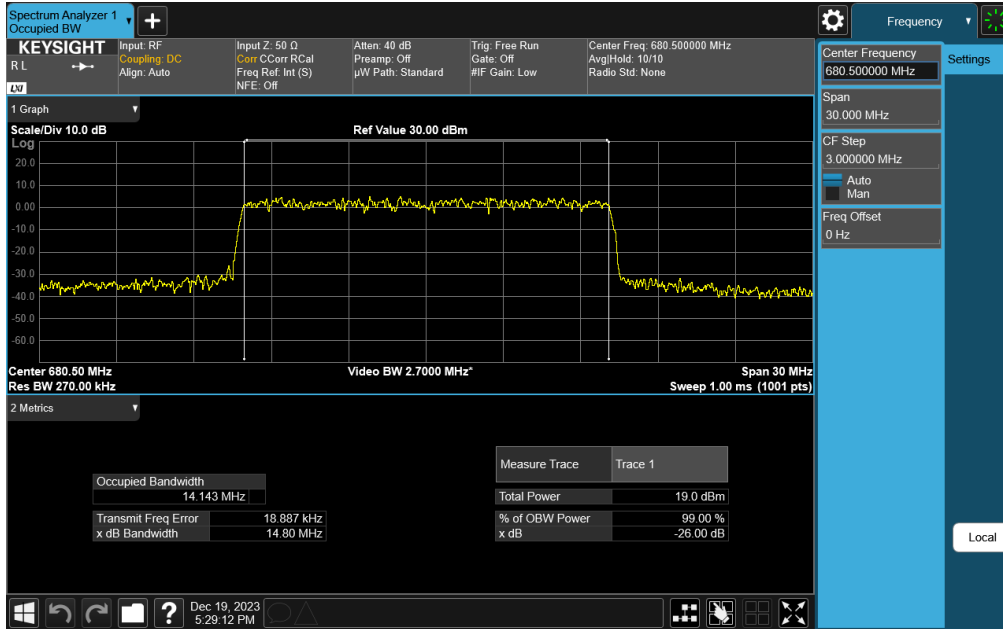 Spectrum Analyzer 1
Occupied BW
+
Frequency
KEYSIGHT
R L
LXI
Input: RF
Coupling: DC
Align: Auto
Input Z: 50 Ω
Corr CCorr RCal
Freq Ref: Int (S)
NFE: Off
Atten: 40 dB
Preamp: Off
µW Path: Standard
Trig: Free Run
Gate: Off
#IF Gain: Low
Center Freq: 680.500000 MHz
Avg|Hold: 10/10
Radio Std: None
Center Frequency
680.500000 MHz
Settings
Span
30.000 MHz
CF Step
3.000000 MHz
Auto
Man
Freq Offset
0 Hz
Local
1 Graph
Scale/Div 10.0 dB
Ref Value 30.00 dBm
Log
20.0
10.0
0.00
-10.0
-20.0
-30.0
-40.0
-50.0
-60.0
Center 680.50 MHz
Video BW 2.7000 MHz*
Span 30 MHz
Res BW 270.00 kHz
Sweep 1.00 ms (1001 pts)
2 Metrics
Occupied Bandwidth
14.143 MHz
Transmit Freq Error 18.887 kHz
x dB Bandwidth 14.80 MHz
Measure Trace Trace 1
Total Power 19.0 dBm
% of OBW Power 99.00 %
x dB -26.00 dB
?
Dec 19, 2023
5:29:12 PM